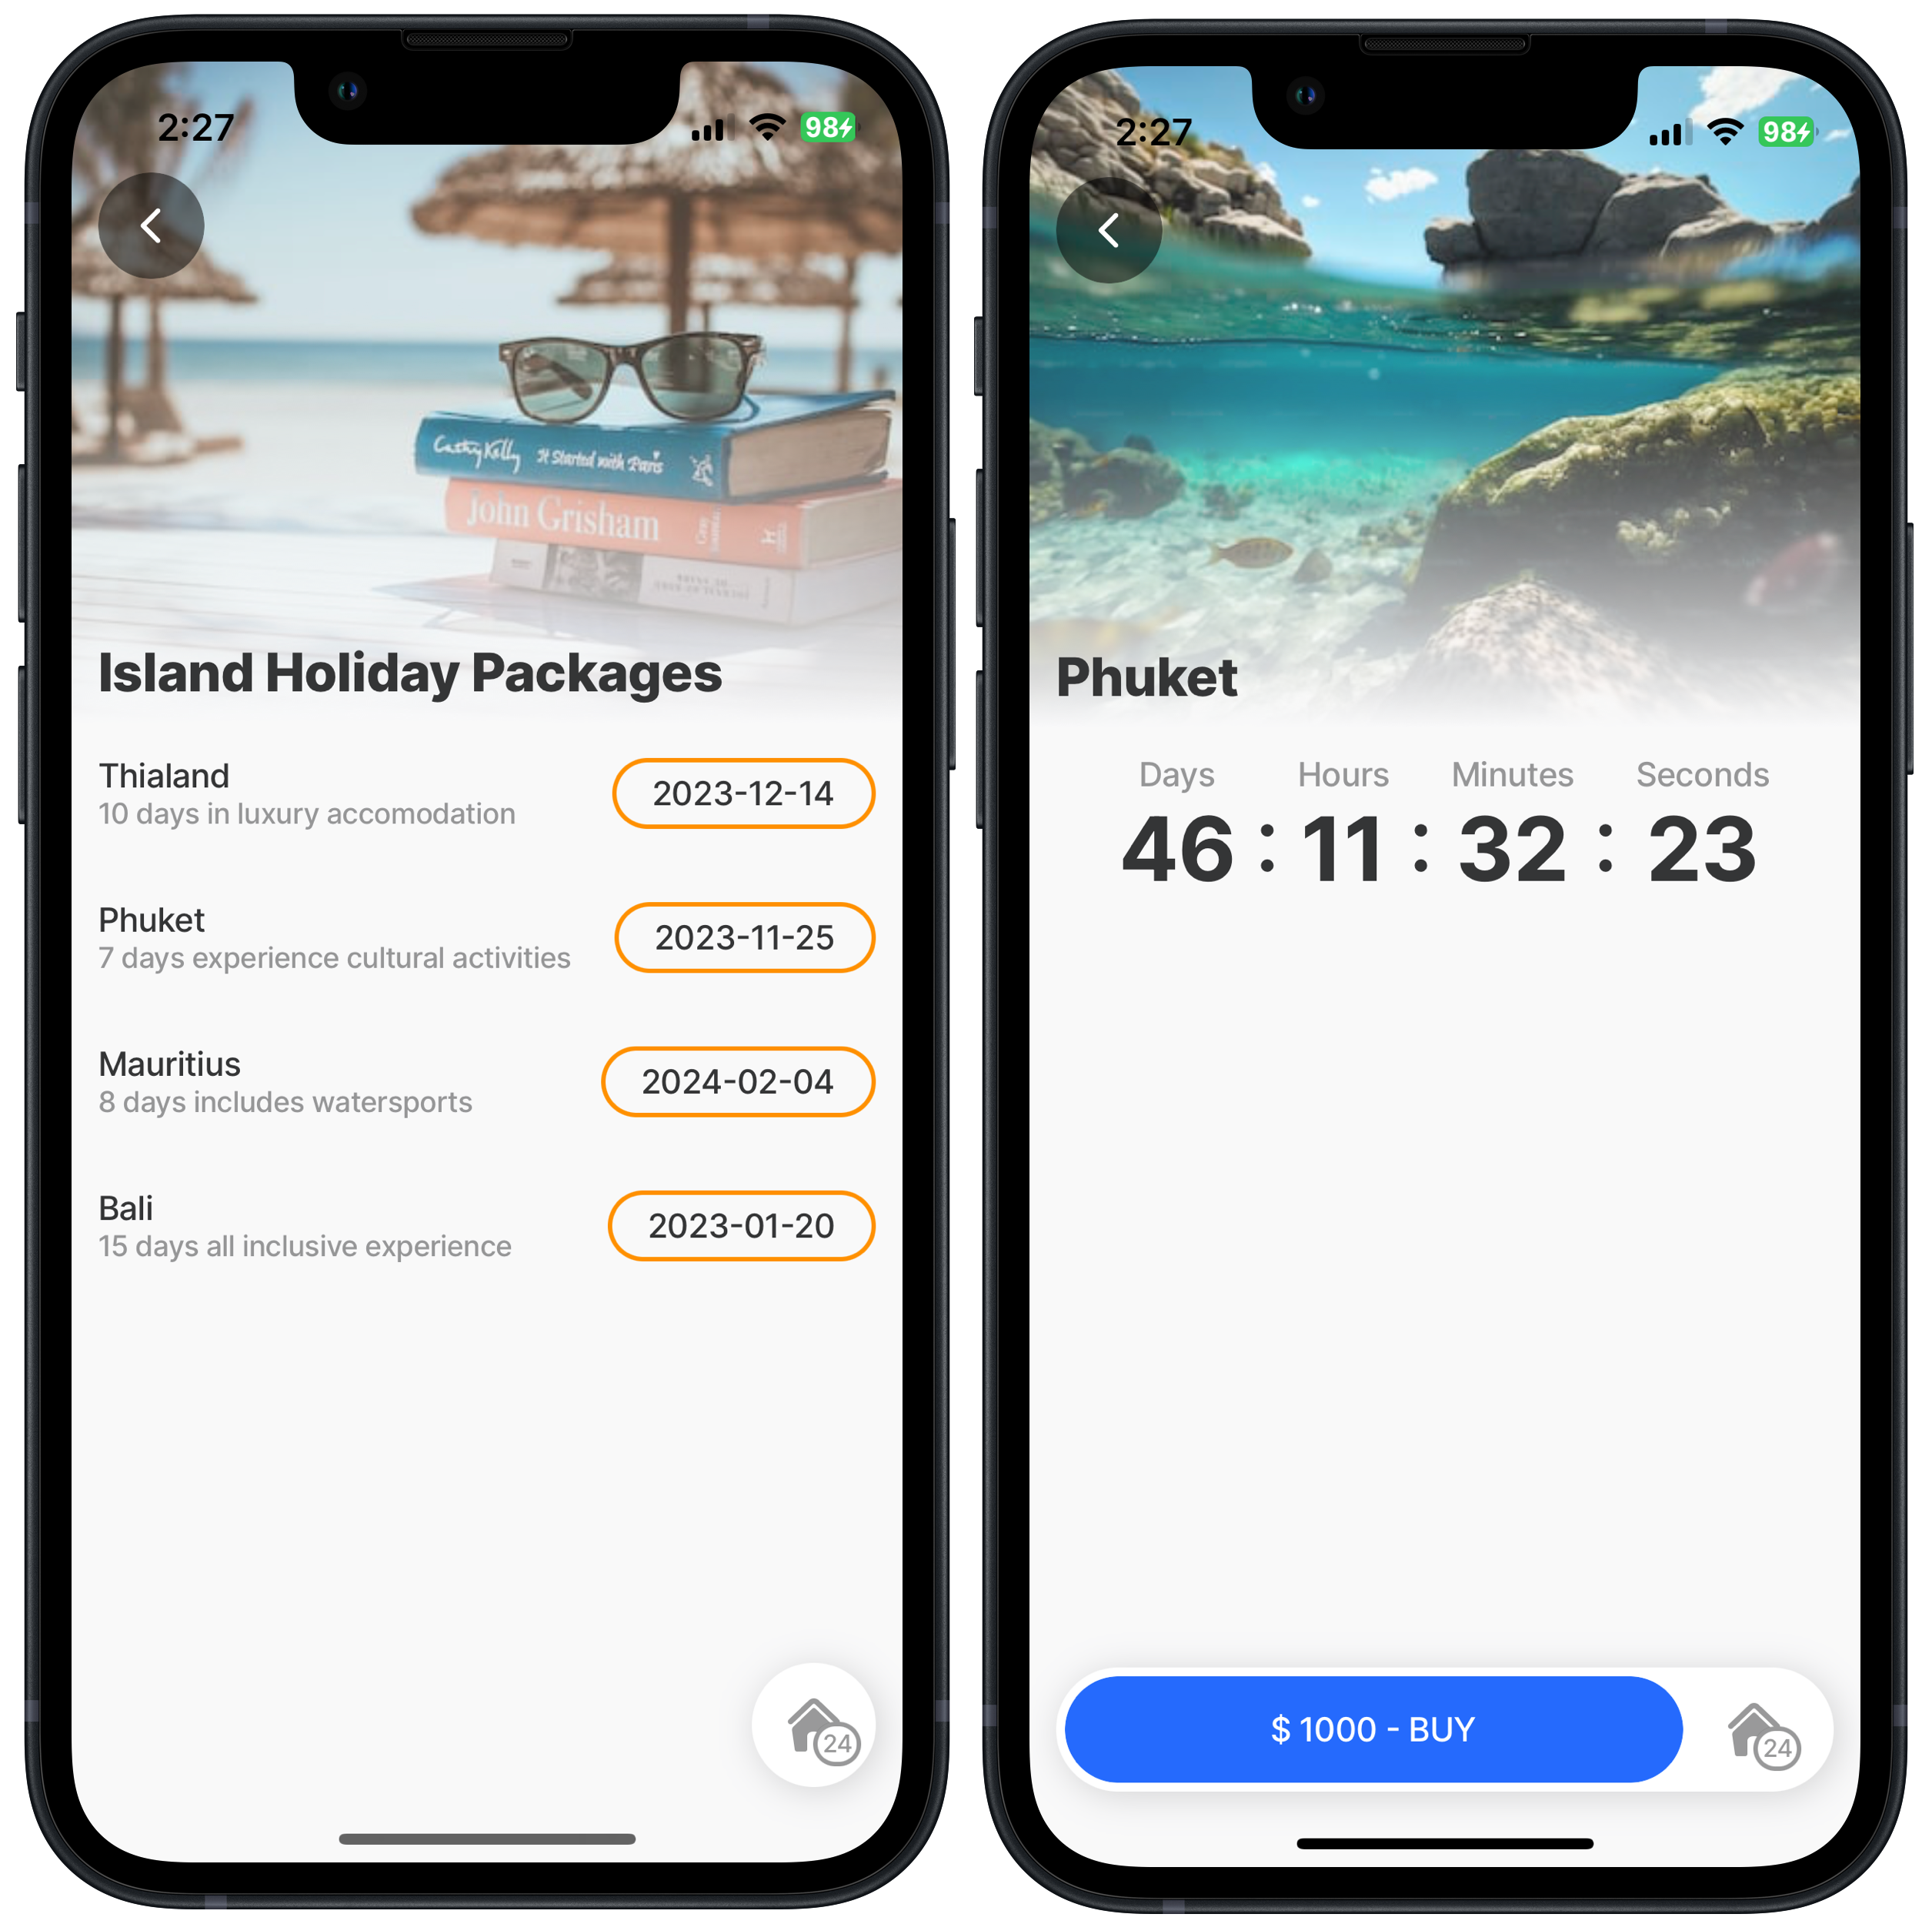 2:27
98
Cathy Kelly It Started with Paris
John Grisham
Island Holiday Packages
Thialand
10 days in luxury accomodation
2023-12-14
Phuket
7 days experience cultural activities
2023-11-25
Mauritius
8 days includes watersports
2024-02-04
Bali
15 days all inclusive experience
2023-01-20
24
2:27
98
Phuket
Days Hours Minutes Seconds
46 : 11 : 32 : 23
$ 1000 - BUY
24